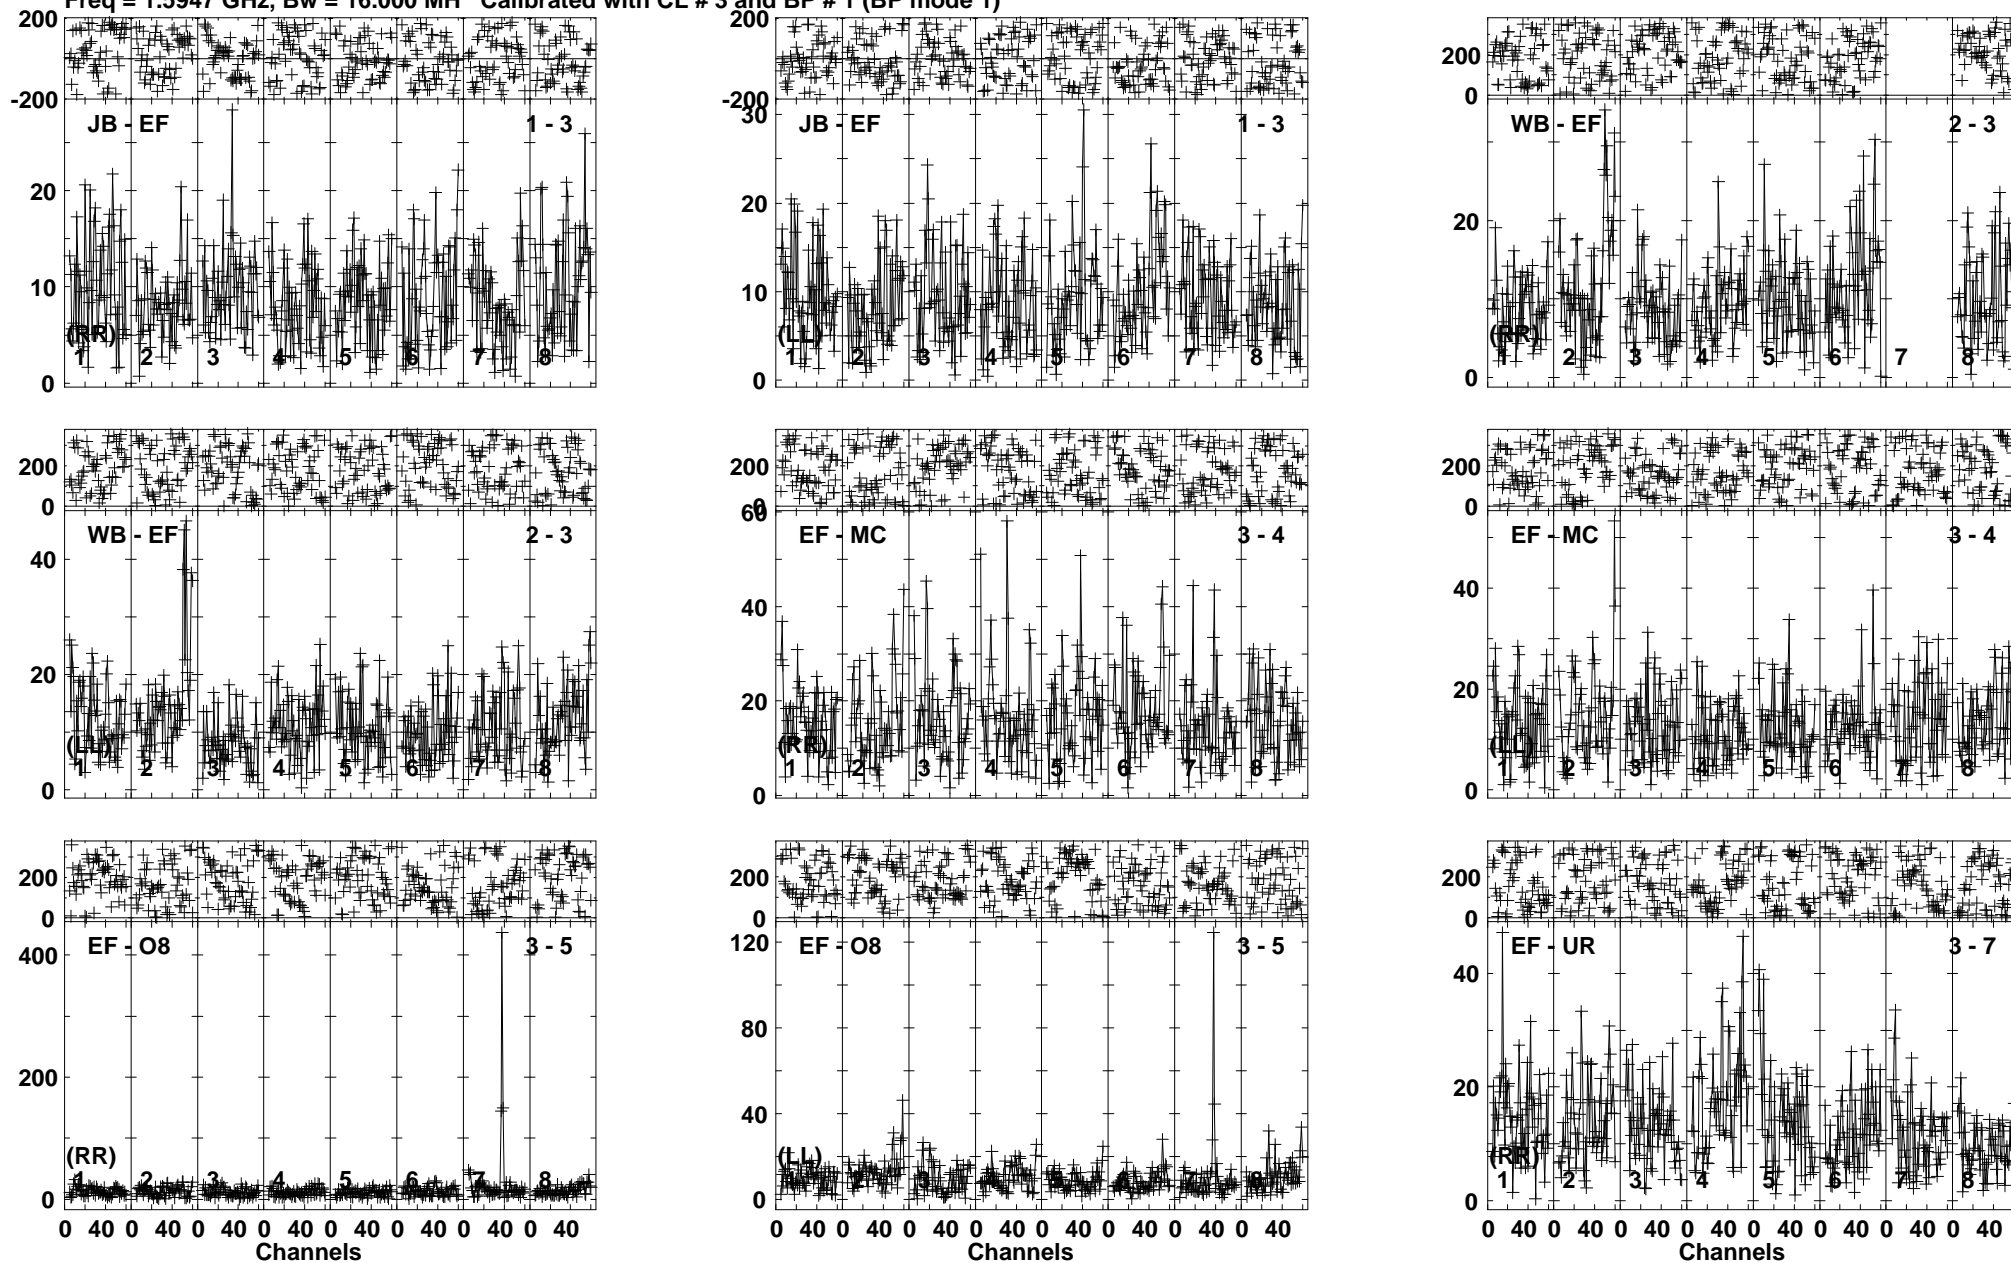 Freq = 1.5947 GHz, Bw = 16.000 MH Calibrated with CL # 3 and BP # 1 (BP mode 1)
200 200
200
0
-200 -200
JB - EF 1 - 3 JB - EF 1 - 3 WB - EF 2 - 3
30
20 20 20
10 10
(RR) (LL) (RR)
1 2 3 4 5 6 7 8 1 2 3 4 5 6 7 8 1 2 3 4 5 6 7 8
0 0 0
200 200 200
0 0 0
60
WB - EF 2 - 3 EF - MC 3 - 4 EF - MC 3 - 4
40 40 40
20 20 20
(LL) (RR) (LL)
1 2 3 4 5 6 7 8 1 2 3 4 5 6 7 8 1 2 3 4 5 6 7 8
0 0 0
200 200 200
0 0 0
EF - O8 3 - 5 EF - O8 3 - 5 EF - UR 3 - 7
400 120 40
80
200 40 20
(RR) (LL) (RR)
1 2 3 4 5 6 7 8 2 3 7 8 1 2 3 4 5 6 7 8
0 0 0
0 40 0 40 0 40 0 40 0 40 0 40 0 40 0 40 0 40 0 40 0 40 0 40 0 40 0 40 0 40 0 40 0 40 0 40 0 40 0 40 0 40 0 40 0 40 0 40
Channels Channels Channels